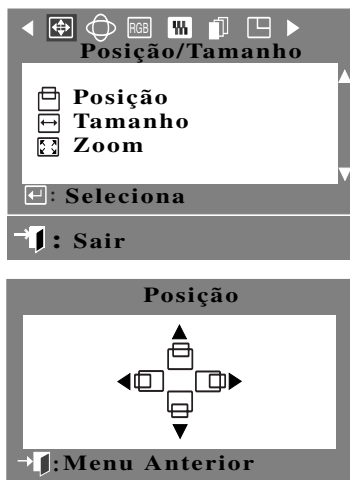 RGB
Posição/Tamanho
Posição
Tamanho
Zoom
: Seleciona
: Sair
Posição
:Menu Anterior